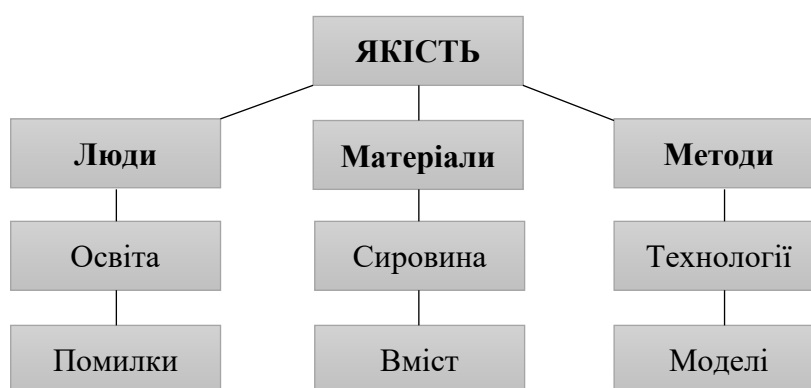 ЯКІСТЬ
Люди
Матеріали
Методи
Освіта
Сировина
Технології
Помилки
Вміст
Моделі